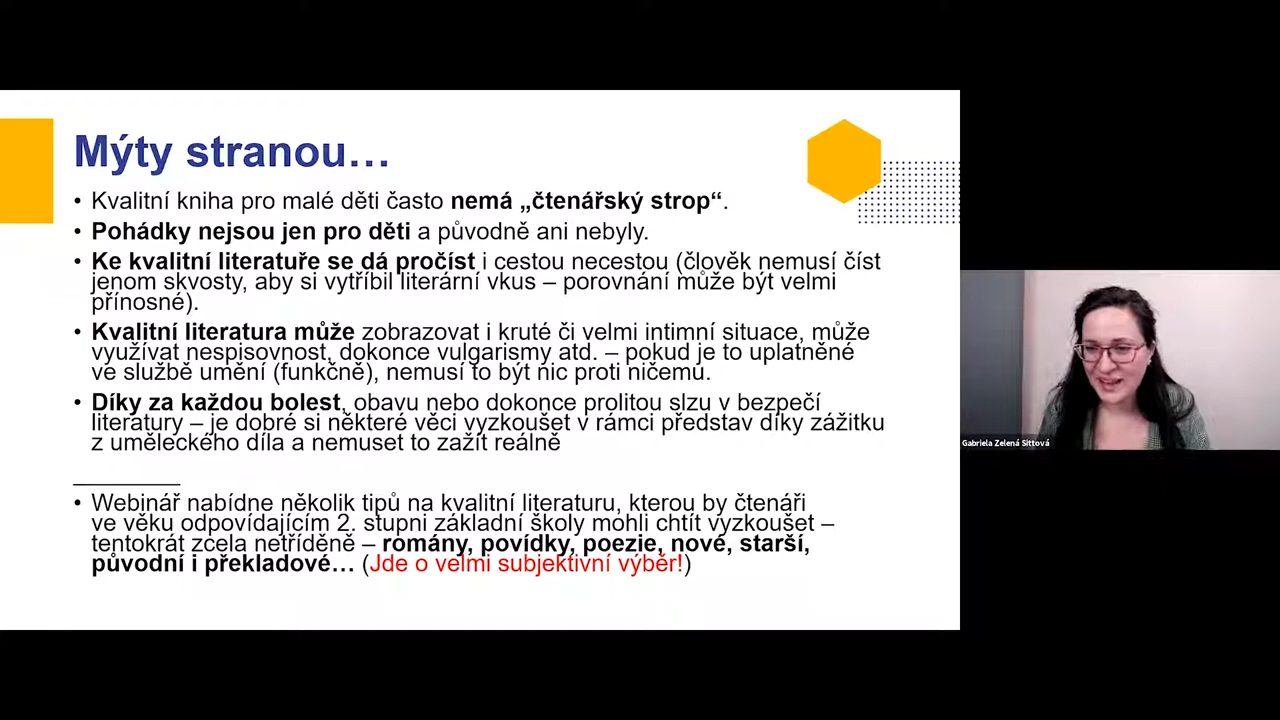 Mýty stranou…
• Kvalitní kniha pro malé děti často nemá „čtenářský strop“.
• Pohádky nejsou jen pro děti a původně ani nebyly.
• Ke kvalitní literatuře se dá pročíst i cestou necestou (člověk nemusí číst
jenom skvosty, aby si vytříbil literární vkus – porovnání může být velmi
přínosné).
• Kvalitní literatura může zobrazovat i kruté či velmi intimní situace, může
využívat nespisovnost, dokonce vulgarismy atd. – pokud je to uplatněné
ve službě umění (funkčně), nemusí to být nic proti ničemu.
• Díky za každou bolest, obavu nebo dokonce prolitou slzu v bezpečí
literatury – je dobré si některé věci vyzkoušet v rámci představ díky zážitku
z uměleckého díla a nemuset to zažít reálně
• Webinář nabídne několik tipů na kvalitní literaturu, kterou by čtenáři
ve věku odpovídajícím 2. stupni základní školy mohli chtít vyzkoušet –
tentokrát zcela netříděně – romány, povídky, poezie, nové, starší,
původní i překladové… (Jde o velmi subjektivní výběr!)
Gabriela Zelená Sittová